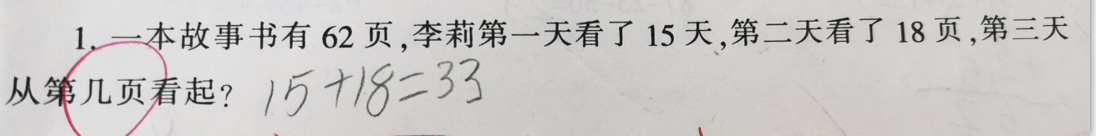 1. 一本故事书有 62 页,李莉第一天看了 15 天,第二天看了 18 页,第三天
从第几页看起? 15+18=33